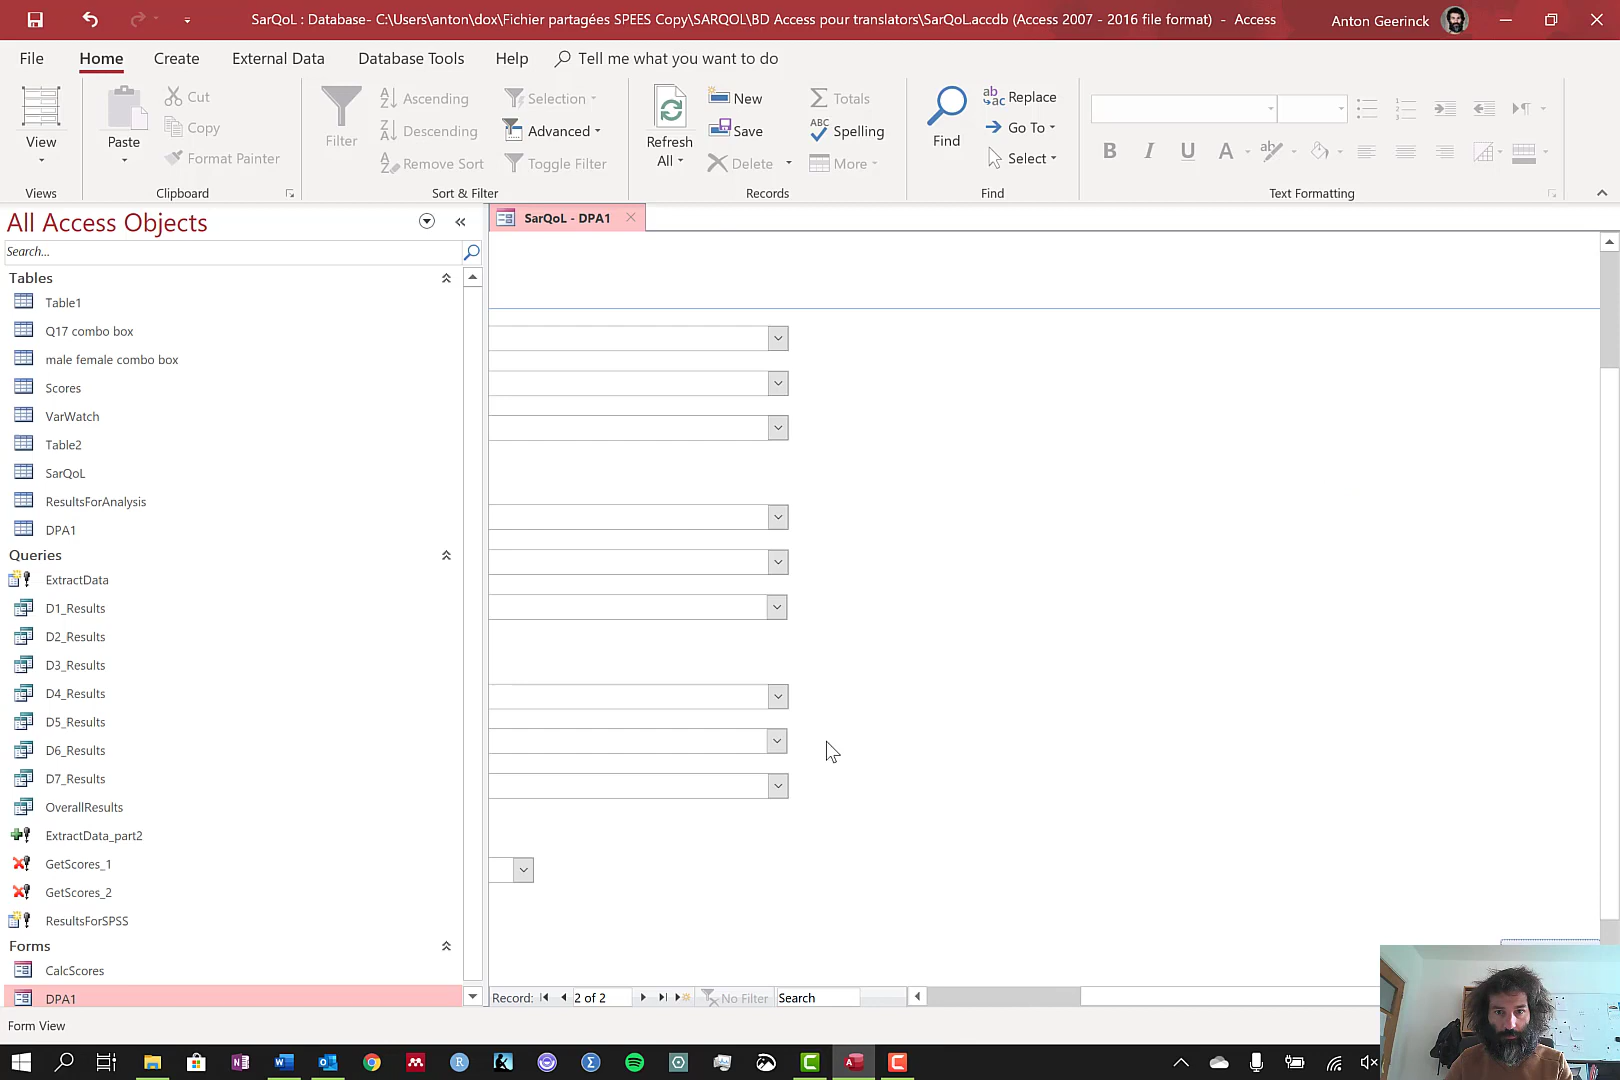 SarQoL : Database- C:\Users\anton\dox\Fichier partagées SPEES Copy\SARQOL\BD Access pour translators\SarQoL.accdb (Access 2007 - 2016 file format) - Access
Anton Geerinck
File Home Create External Data Database Tools Help Tell me what you want to do
View
Views
Paste
Cut
Copy
Format Painter
Clipboard
Filter
Ascending
Descending
Remove Sort
Selection
Advanced
Toggle Filter
Sort & Filter
Refresh
All
New
Save
Delete
Totals
Spelling
More
Records
Find
Replace
Go To
Select
Find
B I U A
Text Formatting
All Access Objects
Search...
Tables
Table1
Q17 combo box
male female combo box
Scores
VarWatch
Table2
SarQoL
ResultsForAnalysis
DPA1
Queries
ExtractData
D1_Results
D2_Results
D3_Results
D4_Results
D5_Results
D6_Results
D7_Results
OverallResults
ExtractData_part2
GetScores_1
GetScores_2
ResultsForSPSS
Forms
CalcScores
DPA1
SarQoL - DPA1
Record: 2 of 2 No Filter Search
Form View